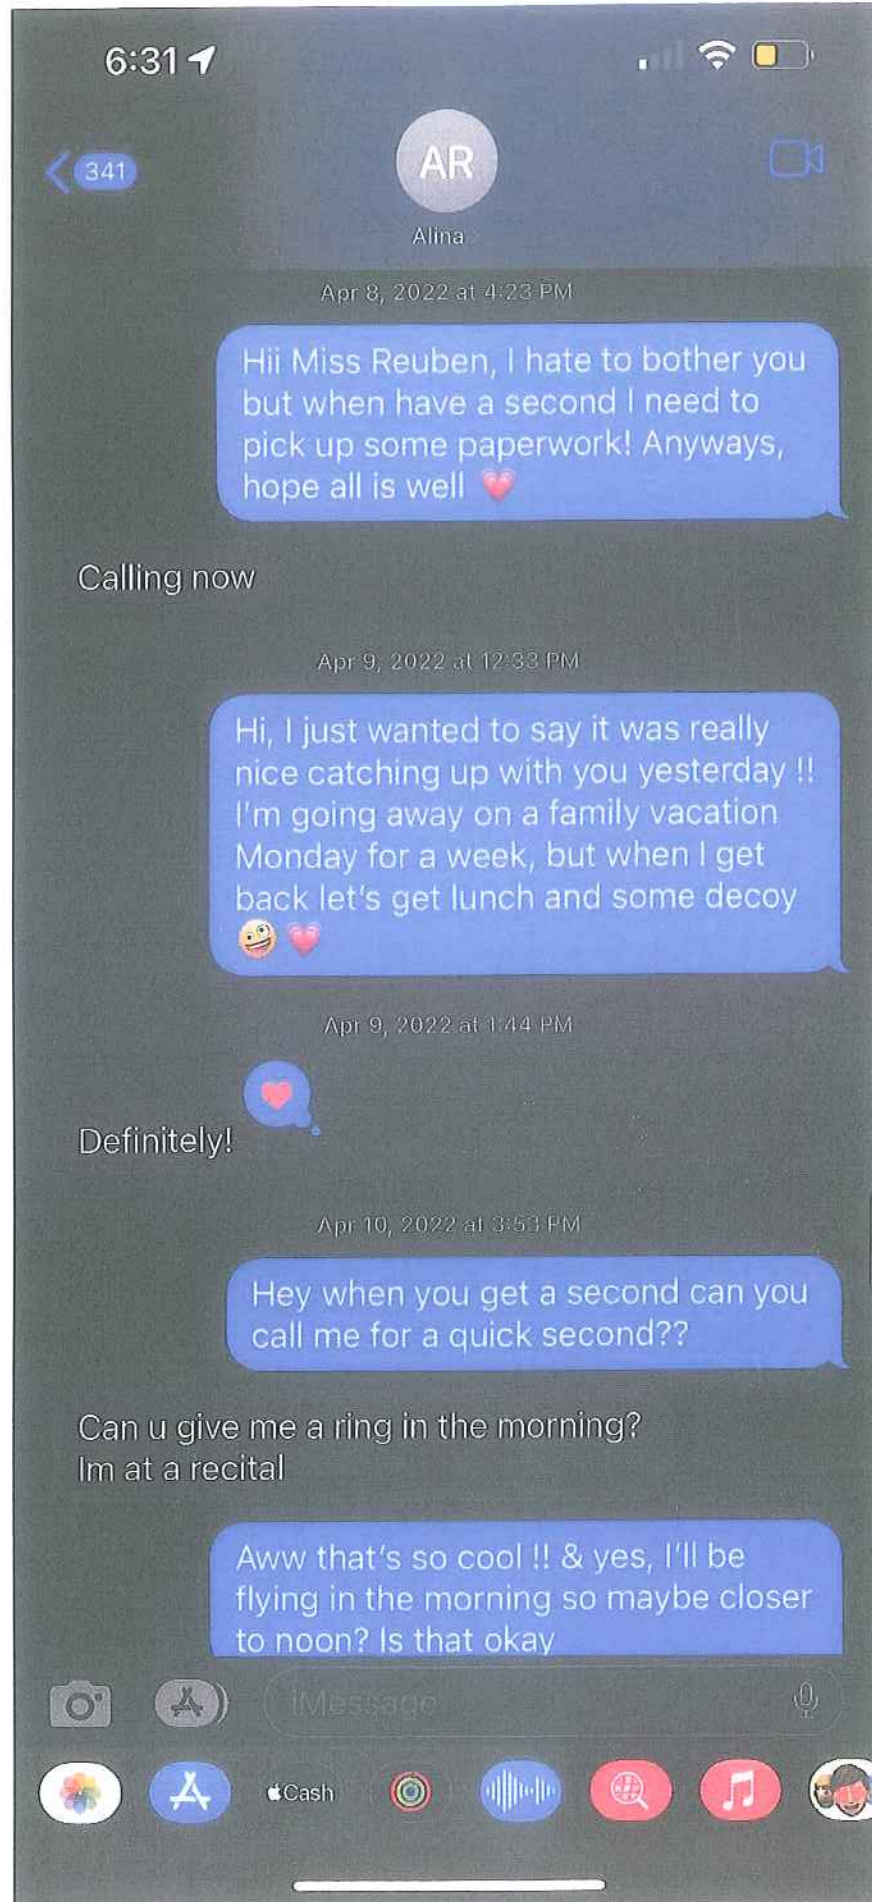 6:31
341
AR
Alina
Apr 8, 2022 at 4:23 PM
Hii Miss Reuben, I hate to bother you
but when have a second I need to
pick up some paperwork! Anyways,
hope all is well 💗
Calling now
Apr 9, 2022 at 12:33 PM
Hi, I just wanted to say it was really
nice catching up with you yesterday !!
I'm going away on a family vacation
Monday for a week, but when I get
back let's get lunch and some decoy
🤪 💗
Apr 9, 2022 at 1:44 PM
Definitely!
Apr 10, 2022 at 3:53 PM
Hey when you get a second can you
call me for a quick second??
Can u give me a ring in the morning?
Im at a recital
Aww that's so cool !! & yes, I'll be
flying in the morning so maybe closer
to noon? Is that okay
iMessage
Cash